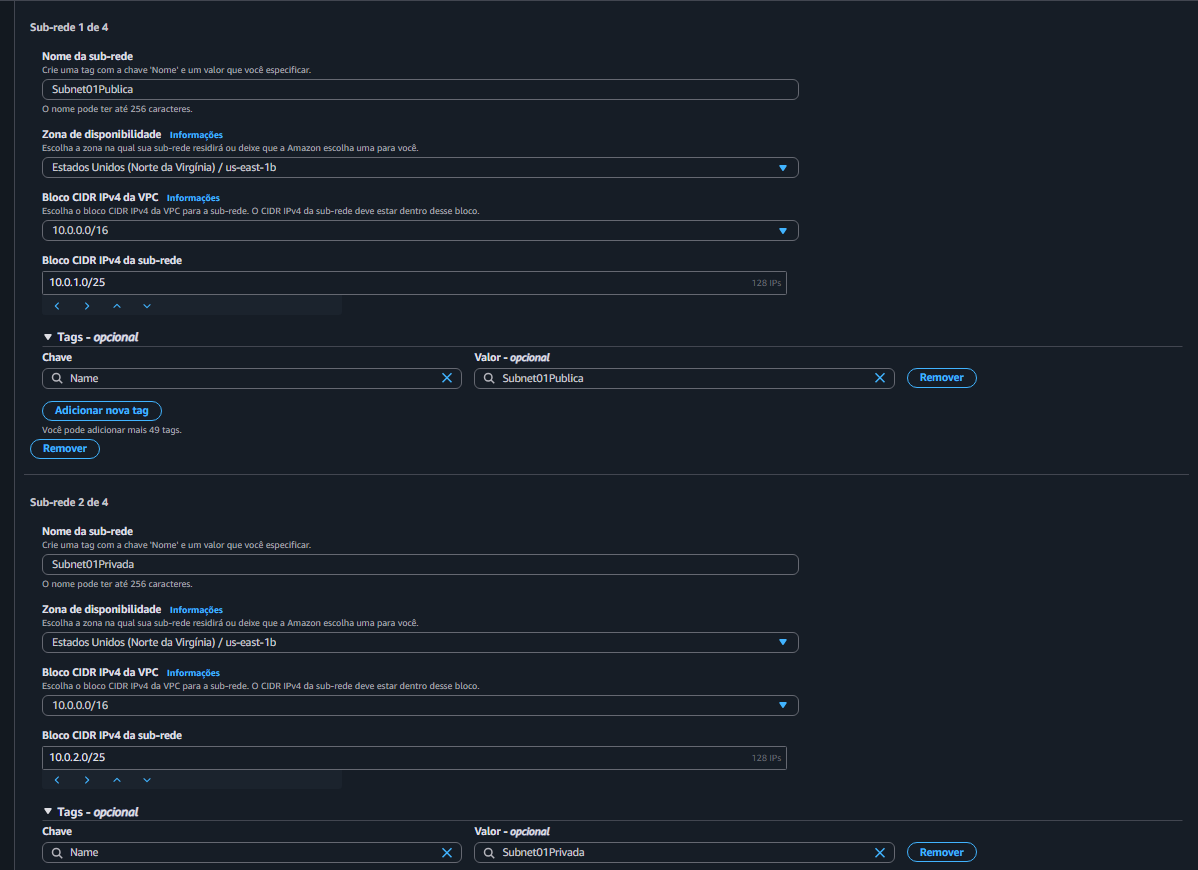 Sub-rede 1 de 4
Nome da sub-rede
Crie uma tag com a chave 'Nome' e um valor que você especificar.
Subnet01Publica
O nome pode ter até 256 caracteres.
Zona de disponibilidade Informações
Escolha a zona na qual sua sub-rede residirá ou deixe que a Amazon escolha uma para você.
Estados Unidos (Norte da Virgínia) / us-east-1b
Bloco CIDR IPv4 da VPC Informações
Escolha o bloco CIDR IPv4 da VPC para a sub-rede. O CIDR IPv4 da sub-rede deve estar dentro desse bloco.
10.0.0.0/16
Bloco CIDR IPv4 da sub-rede
10.0.1.0/25 128 IPs
Tags - opcional
Chave Valor - opcional
Name Subnet01Publica Remover
Adicionar nova tag
Você pode adicionar mais 49 tags.
Remover
Sub-rede 2 de 4
Nome da sub-rede
Crie uma tag com a chave 'Nome' e um valor que você especificar.
Subnet01Privada
O nome pode ter até 256 caracteres.
Zona de disponibilidade Informações
Escolha a zona na qual sua sub-rede residirá ou deixe que a Amazon escolha uma para você.
Estados Unidos (Norte da Virgínia) / us-east-1b
Bloco CIDR IPv4 da VPC Informações
Escolha o bloco CIDR IPv4 da VPC para a sub-rede. O CIDR IPv4 da sub-rede deve estar dentro desse bloco.
10.0.0.0/16
Bloco CIDR IPv4 da sub-rede
10.0.2.0/25 128 IPs
Tags - opcional
Chave Valor - opcional
Name Subnet01Privada Remover